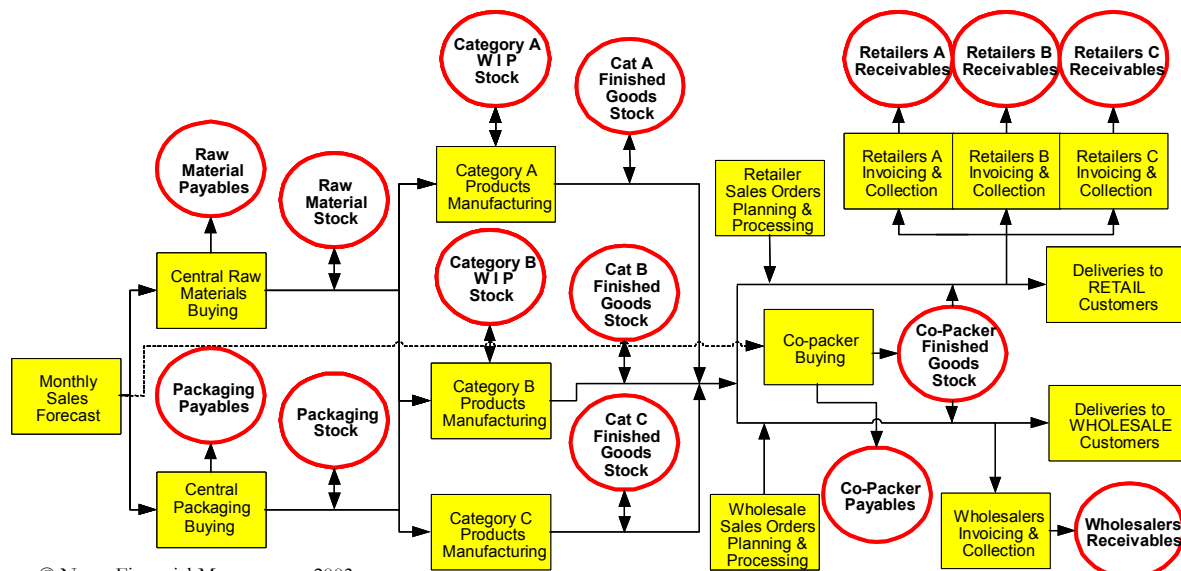 Category A
W I P
Stock
Cat A
Finished
Goods
Stock
Retailers A
Receivables
Retailers B
Receivables
Retailers C
Receivables
Raw
Material
Payables
Raw
Material
Stock
Category A
Products
Manufacturing
Retailer
Sales Orders
Planning &
Processing
Retailers A
Invoicing &
Collection
Retailers B
Invoicing &
Collection
Retailers C
Invoicing &
Collection
Central Raw
Materials
Buying
Category B
W I P
Stock
Cat B
Finished
Goods
Stock
Deliveries to
RETAIL
Customers
Co-packer
Buying
Co-Packer
Finished
Goods
Stock
Monthly
Sales
Forecast
Packaging
Payables
Packaging
Stock
Category B
Products
Manufacturing
Cat C
Finished
Goods
Stock
Deliveries to
WHOLESALE
Customers
Central
Packaging
Buying
Category C
Products
Manufacturing
Wholesale
Sales Orders
Planning &
Processing
Co-Packer
Payables
Wholesalers
Invoicing &
Collection
Wholesalers
Receivables